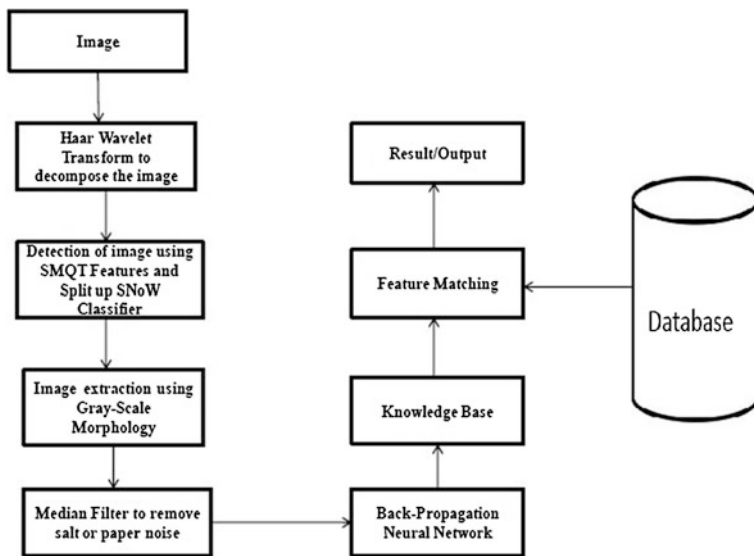 Image
Haar Wavelet
Transform to
decompose the image
Detection of image using
SMQT Features and
Split up SNoW
Classifier
Image extraction using
Gray-Scale
Morphology
Median Filter to remove
salt or paper noise
Back-Propagation
Neural Network
Knowledge Base
Feature Matching
Result/Output
Database